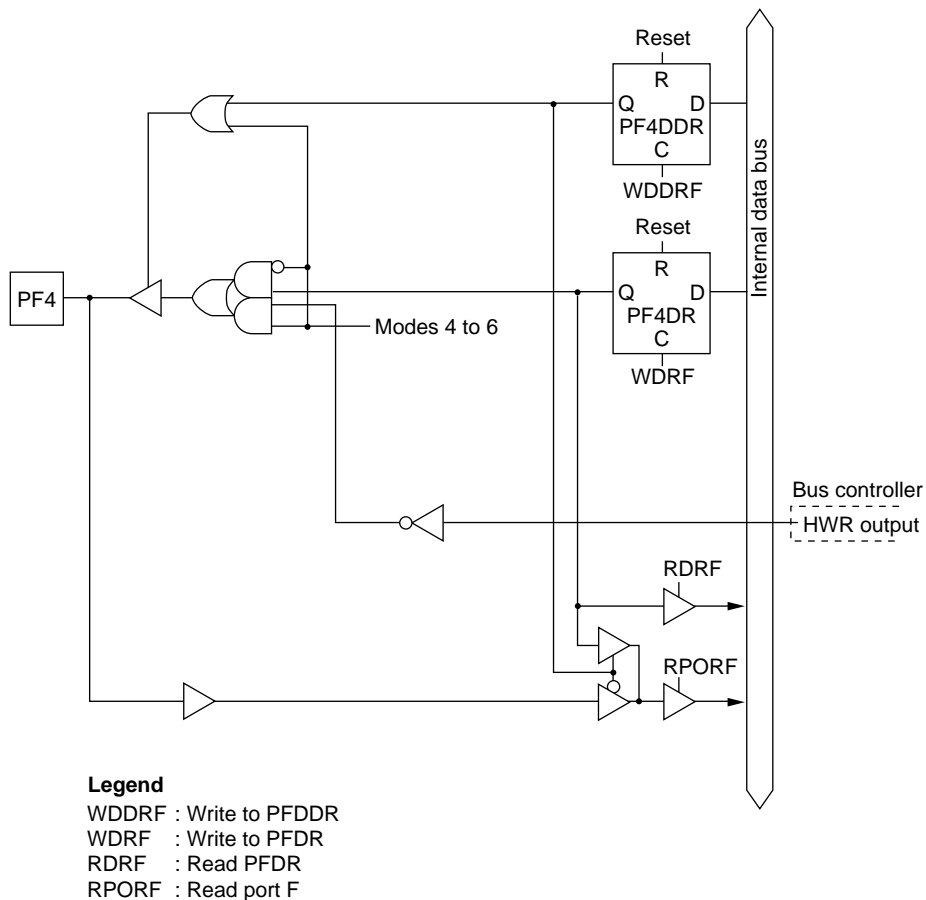 Reset
R
Q D
PF4DDR
C
WDDRF
Internal data bus
Reset
R
Q D
PF4DR
C
WDRF
PF4
Modes 4 to 6
Bus controller
HWR output
RDRF
RPORF
Legend
WDDRF : Write to PFDDR
WDRF : Write to PFDR
RDRF : Read PFDR
RPORF : Read port F